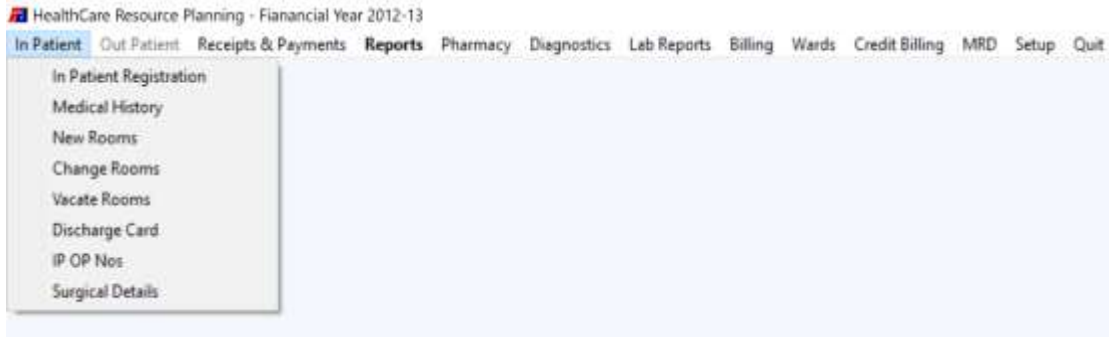 HealthCare Resource Planning - Fianancial Year 2012-13
In Patient Out Patient Receipts & Payments Reports Pharmacy Diagnostics Lab Reports Billing Wards Credit Billing MRD Setup Quit
In Patient Registration
Medical History
New Rooms
Change Rooms
Vacate Rooms
Discharge Card
IP OP Nos
Surgical Details